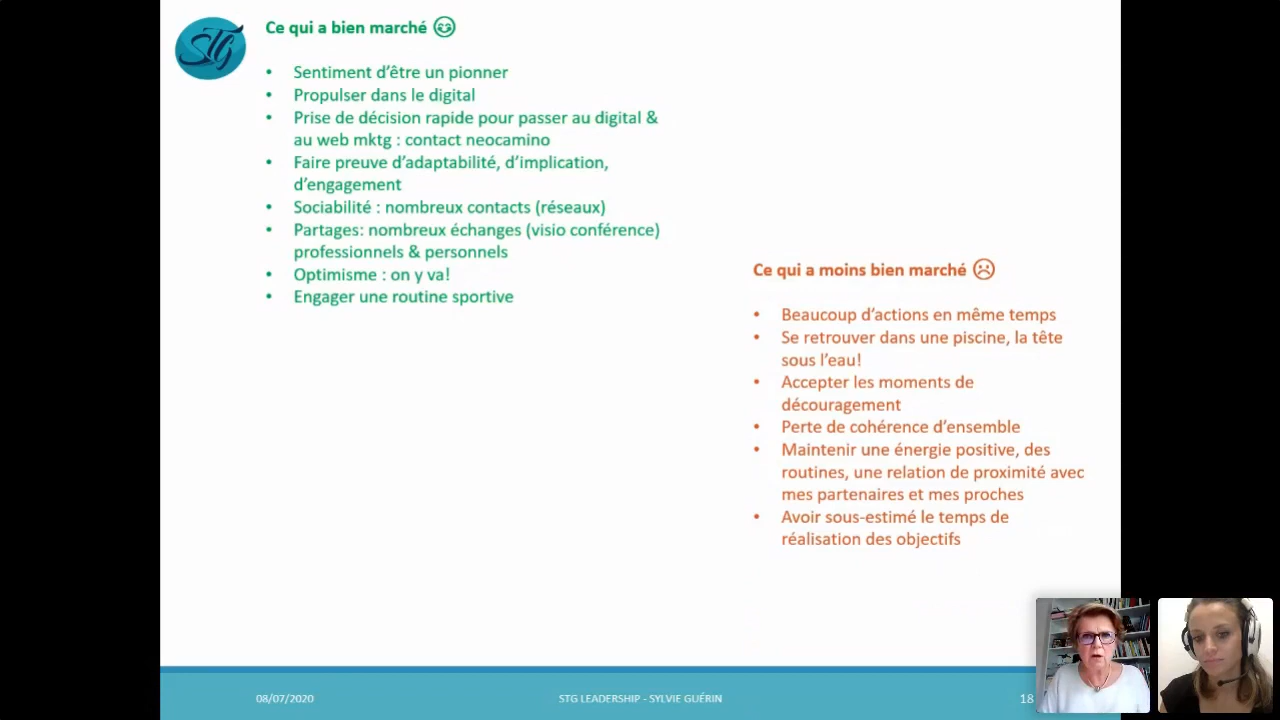 STG
Ce qui a bien marché
• Sentiment d'être un pionner
• Propulser dans le digital
• Prise de décision rapide pour passer au digital &
au web mktg : contact neocamino
• Faire preuve d'adaptabilité, d'implication,
d'engagement
• Sociabilité : nombreux contacts (réseaux)
• Partages: nombreux échanges (visio conférence)
professionnels & personnels
• Optimisme : on y va!
• Engager une routine sportive
Ce qui a moins bien marché
• Beaucoup d'actions en même temps
• Se retrouver dans une piscine, la tête
sous l'eau!
• Accepter les moments de
découragement
• Perte de cohérence d'ensemble
• Maintenir une énergie positive, des
routines, une relation de proximité avec
mes partenaires et mes proches
• Avoir sous-estimé le temps de
réalisation des objectifs
08/07/2020
STG LEADERSHIP - SYLVIE GUÉRIN
18